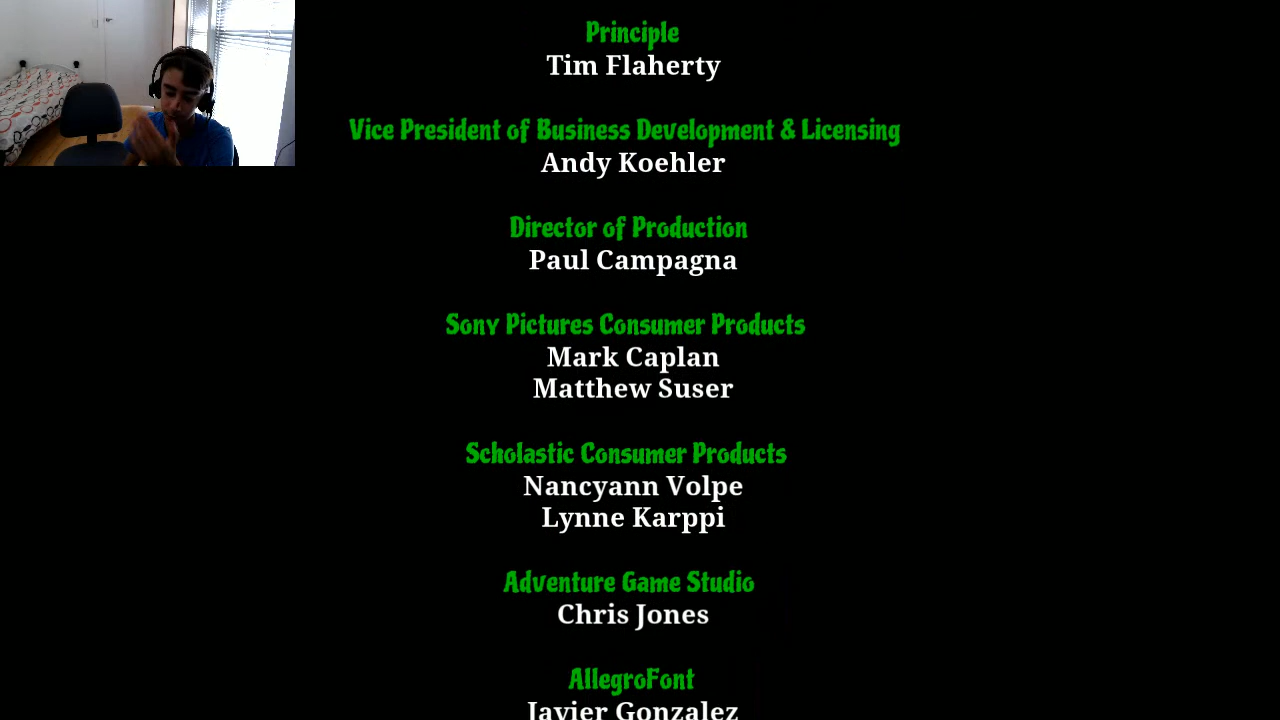 Principle
Tim Flaherty
Vice President of Business Development & Licensing
Andy Koehler
Director of Production
Paul Campagna
Sony Pictures Consumer Products
Mark Caplan
Matthew Suser
Scholastic Consumer Products
Nancyann Volpe
Lynne Karppi
Adventure Game Studio
Chris Jones
AllegroFont
Javier Gonzalez